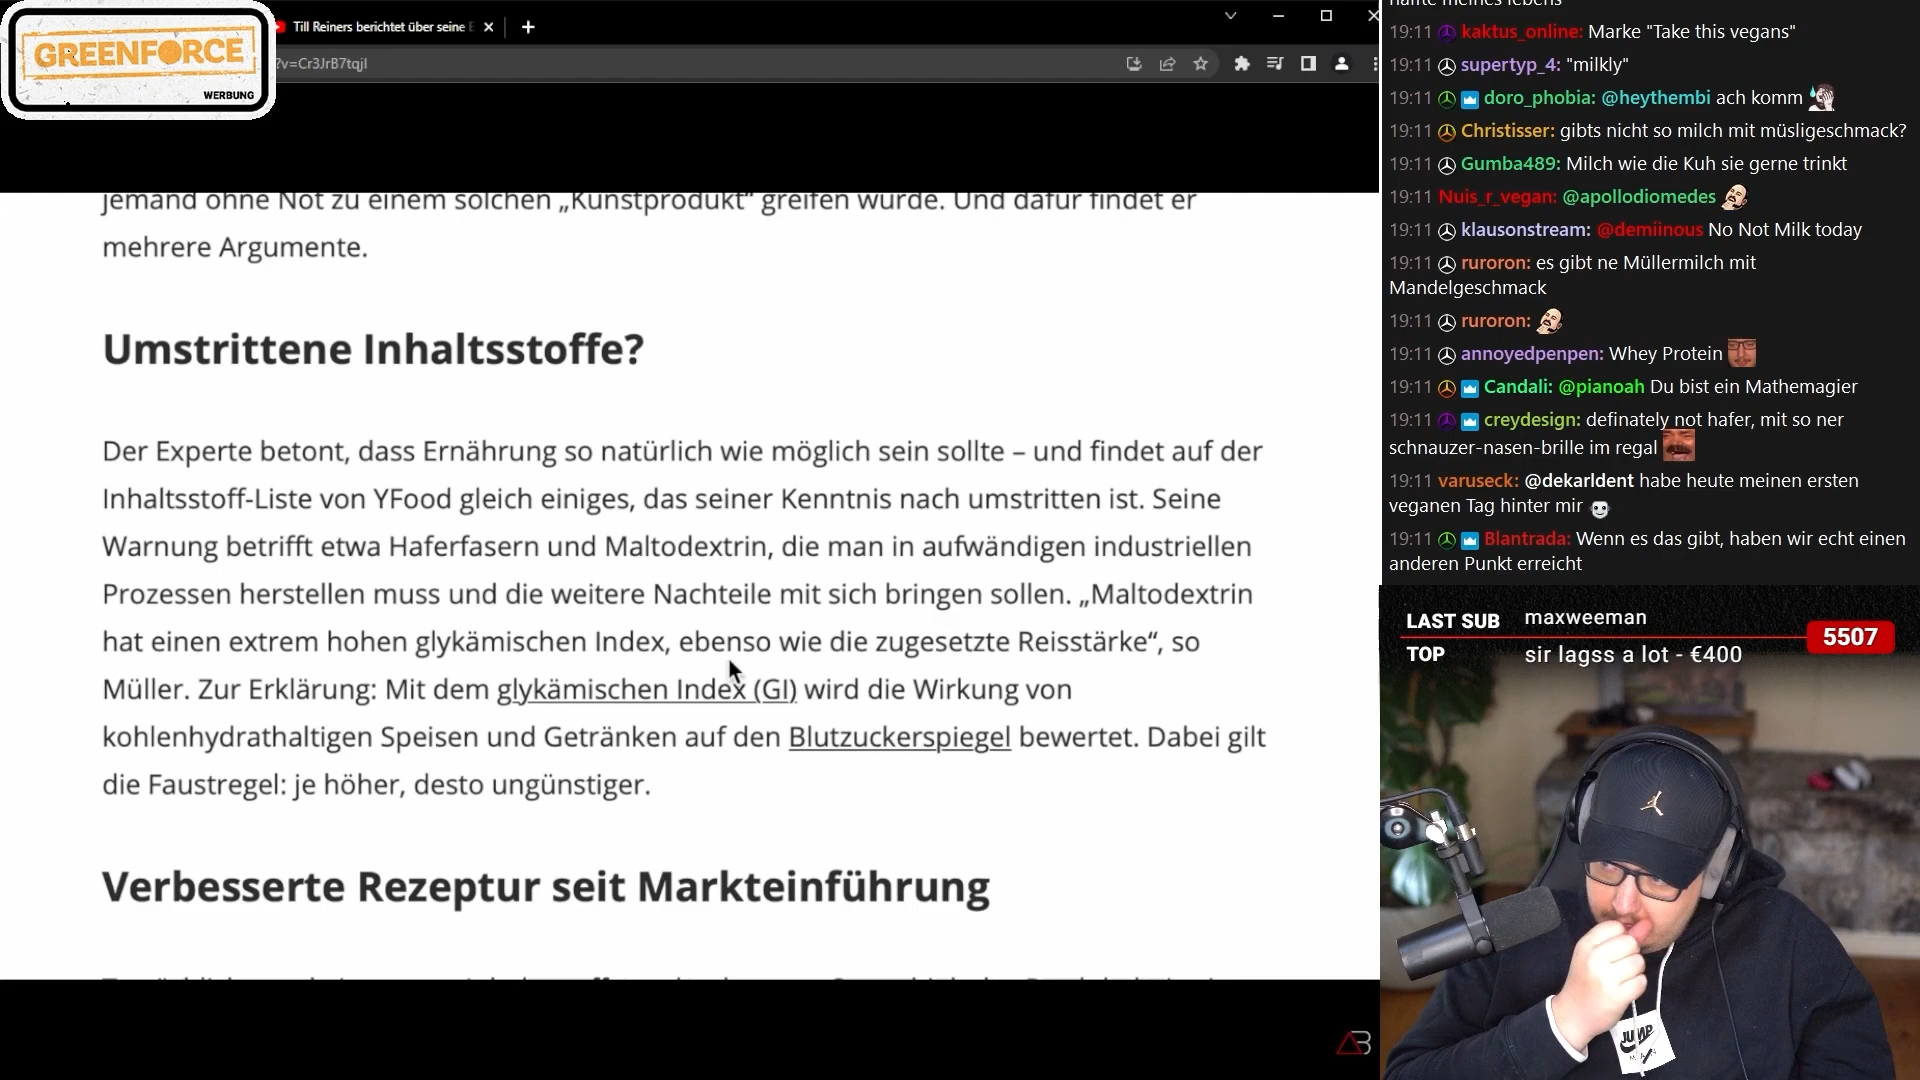 GREENFORCE
WERBUNG
Till Reiners berichtet über seine E
?v=Cr3JrB7tqjI
jemand ohne Not zu einem solchen „Kunstprodukt“ greifen würde. Und dafür findet er
mehrere Argumente.
Umstrittene Inhaltsstoffe?
Der Experte betont, dass Ernährung so natürlich wie möglich sein sollte – und findet auf der
Inhaltsstoff-Liste von YFood gleich einiges, das seiner Kenntnis nach umstritten ist. Seine
Warnung betrifft etwa Haferfasern und Maltodextrin, die man in aufwändigen industriellen
Prozessen herstellen muss und die weitere Nachteile mit sich bringen sollen. „Maltodextrin
hat einen extrem hohen glykämischen Index, ebenso wie die zugesetzte Reisstärke“, so
Müller. Zur Erklärung: Mit dem glykämischen Index (GI) wird die Wirkung von
kohlenhydrathaltigen Speisen und Getränken auf den Blutzuckerspiegel bewertet. Dabei gilt
die Faustregel: je höher, desto ungünstiger.
Verbesserte Rezeptur seit Markteinführung
meines lebens
19:11 kaktus_online: Marke "Take this vegans"
19:11 supertyp_4: "milkly"
19:11 doro_phobia: @heythembi ach komm
19:11 Christisser: gibts nicht so milch mit müsligeschmack?
19:11 Gumba489: Milch wie die Kuh sie gerne trinkt
19:11 Nuis_r_vegan: @apollodiomedes
19:11 klausonstream: @demiinous No Not Milk today
19:11 ruroron: es gibt ne Müllermilch mit
Mandelgeschmack
19:11 ruroron:
19:11 annoyedpenpen: Whey Protein
19:11 Candali: @pianoah Du bist ein Mathemagier
19:11 creydesign: definately not hafer, mit so ner
schnauzer-nasen-brille im regal
19:11 varuseck: @dekarldent habe heute meinen ersten
veganen Tag hinter mir
19:11 Blantrada: Wenn es das gibt, haben wir echt einen
anderen Punkt erreicht
LAST SUB maxweeman
5507
TOP sir lagss a lot - €400
JUMP
MAN